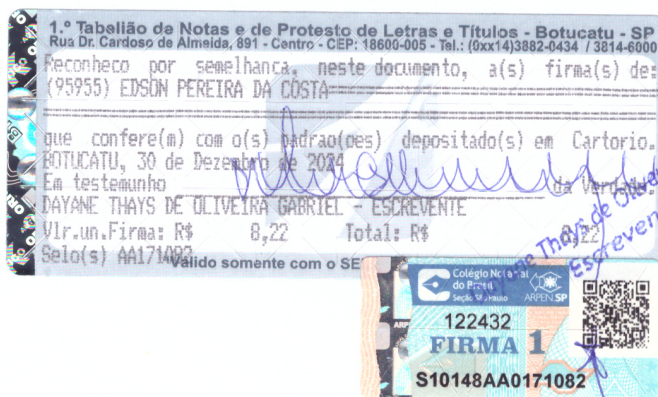 1.º Tabelião de Notas e de Protesto de Letras e Títulos - Botucatu - SP
Rua Dr. Cardoso de Almeida, 891 - Centro - CEP: 18600-005 - Tel.: (0xx14)3882-0434 / 3814-6000
Reconheco por semelhanca, neste documento, a(s) firma(s) de:
(95955) EDSON PEREIRA DA COSTA
que confere(m) com o(s) padrao(oes) depositado(s) em Cartorio.
BOTUCATU, 30 de Dezembro de 2024
Em testemunho da Verdade.
DAYANE THAYS DE OLIVEIRA GABRIEL - ESCREVENTE
Vlr.un.Firma: R$ 8,22 Total: R$ 8,22
Selo(s) AA171082
Válido somente com o SE
Thays de
Escreven
Colégio Notarial
do Brasil
Seção São Paulo
ARPEN.SP
122432
FIRMA 1
S10148AA0171082